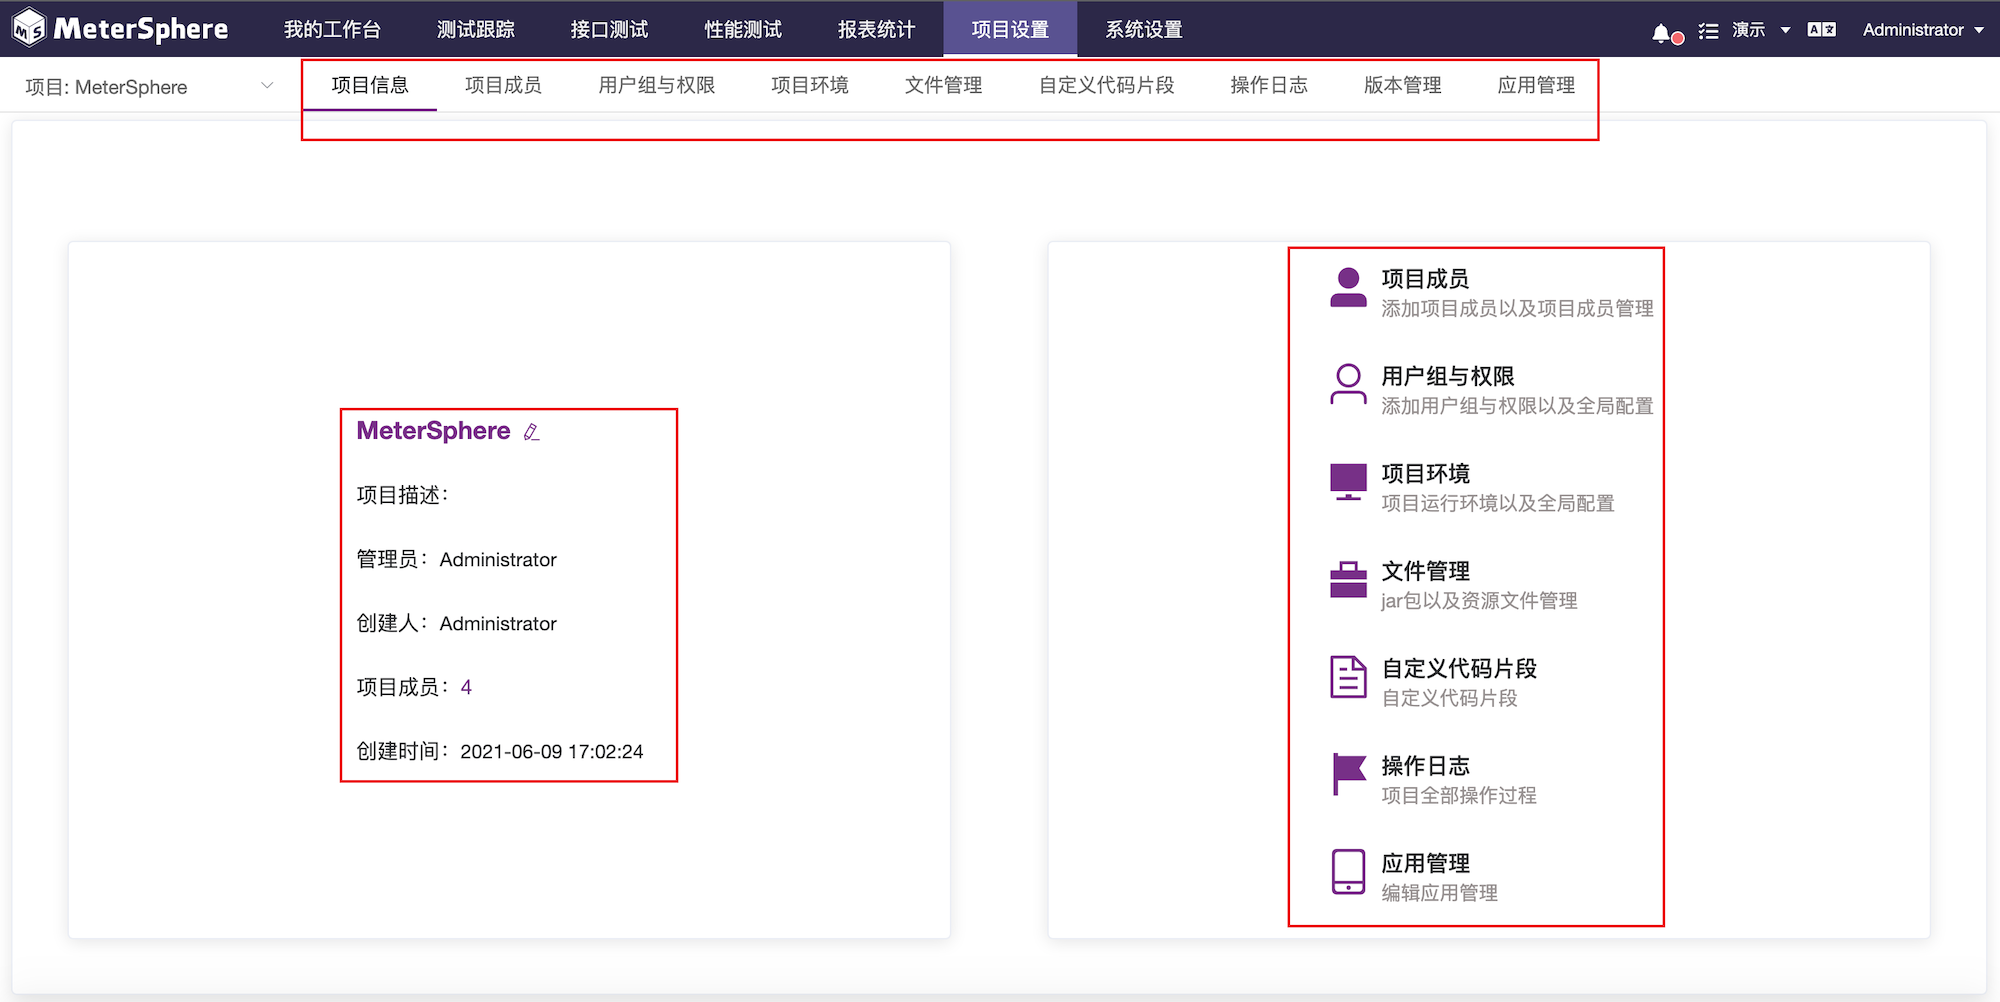 MeterSphere 我的工作台 测试跟踪 接口测试 性能测试 报表统计 项目设置 系统设置 演示 Administrator
项目: MeterSphere 项目信息 项目成员 用户组与权限 项目环境 文件管理 自定义代码片段 操作日志 版本管理 应用管理
MeterSphere
项目描述：
管理员：Administrator
创建人：Administrator
项目成员：4
创建时间：2021-06-09 17:02:24
项目成员
添加项目成员以及项目成员管理
用户组与权限
添加用户组与权限以及全局配置
项目环境
项目运行环境以及全局配置
文件管理
jar包以及资源文件管理
自定义代码片段
自定义代码片段
操作日志
项目全部操作过程
应用管理
编辑应用管理